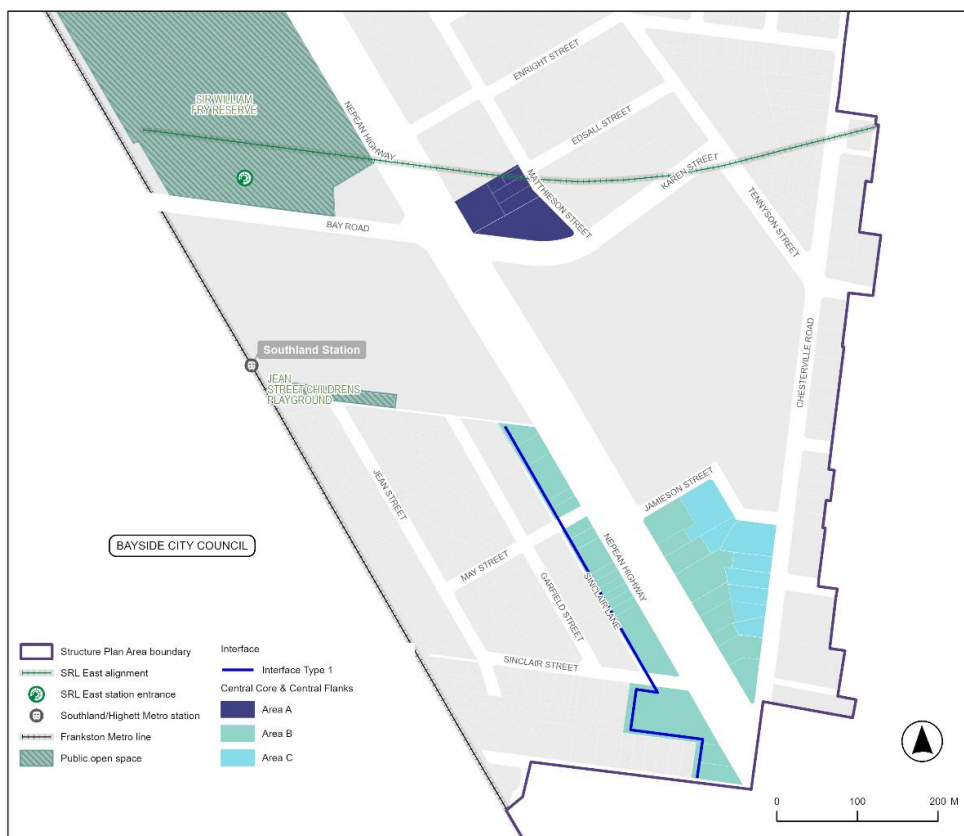 ENRIGHT STREET
SIR WILLIAM
FRY RESERVE
NEPEAN HIGHWAY
EDSALL STREET
KAREN STREET
MATTHIESON STREET
TENNYSON STREET
BAY ROAD
CHESTERVILLE ROAD
Southland Station
JEAN
STREET CHILDRENS
PLAYGROUND
JEAN STREET
JAMIESON STREET
BAYSIDE CITY COUNCIL
MAY STREET
GARFIELD STREET
SINCLAIR LANE
NEPEAN HIGHWAY
SINCLAIR STREET
Structure Plan Area boundary
SRL East alignment
SRL East station entrance
Southland/Highett Metro station
Frankston Metro line
Public open space
Interface
Interface Type 1
Central Core & Central Flanks
Area A
Area B
Area C
0 100 200 M